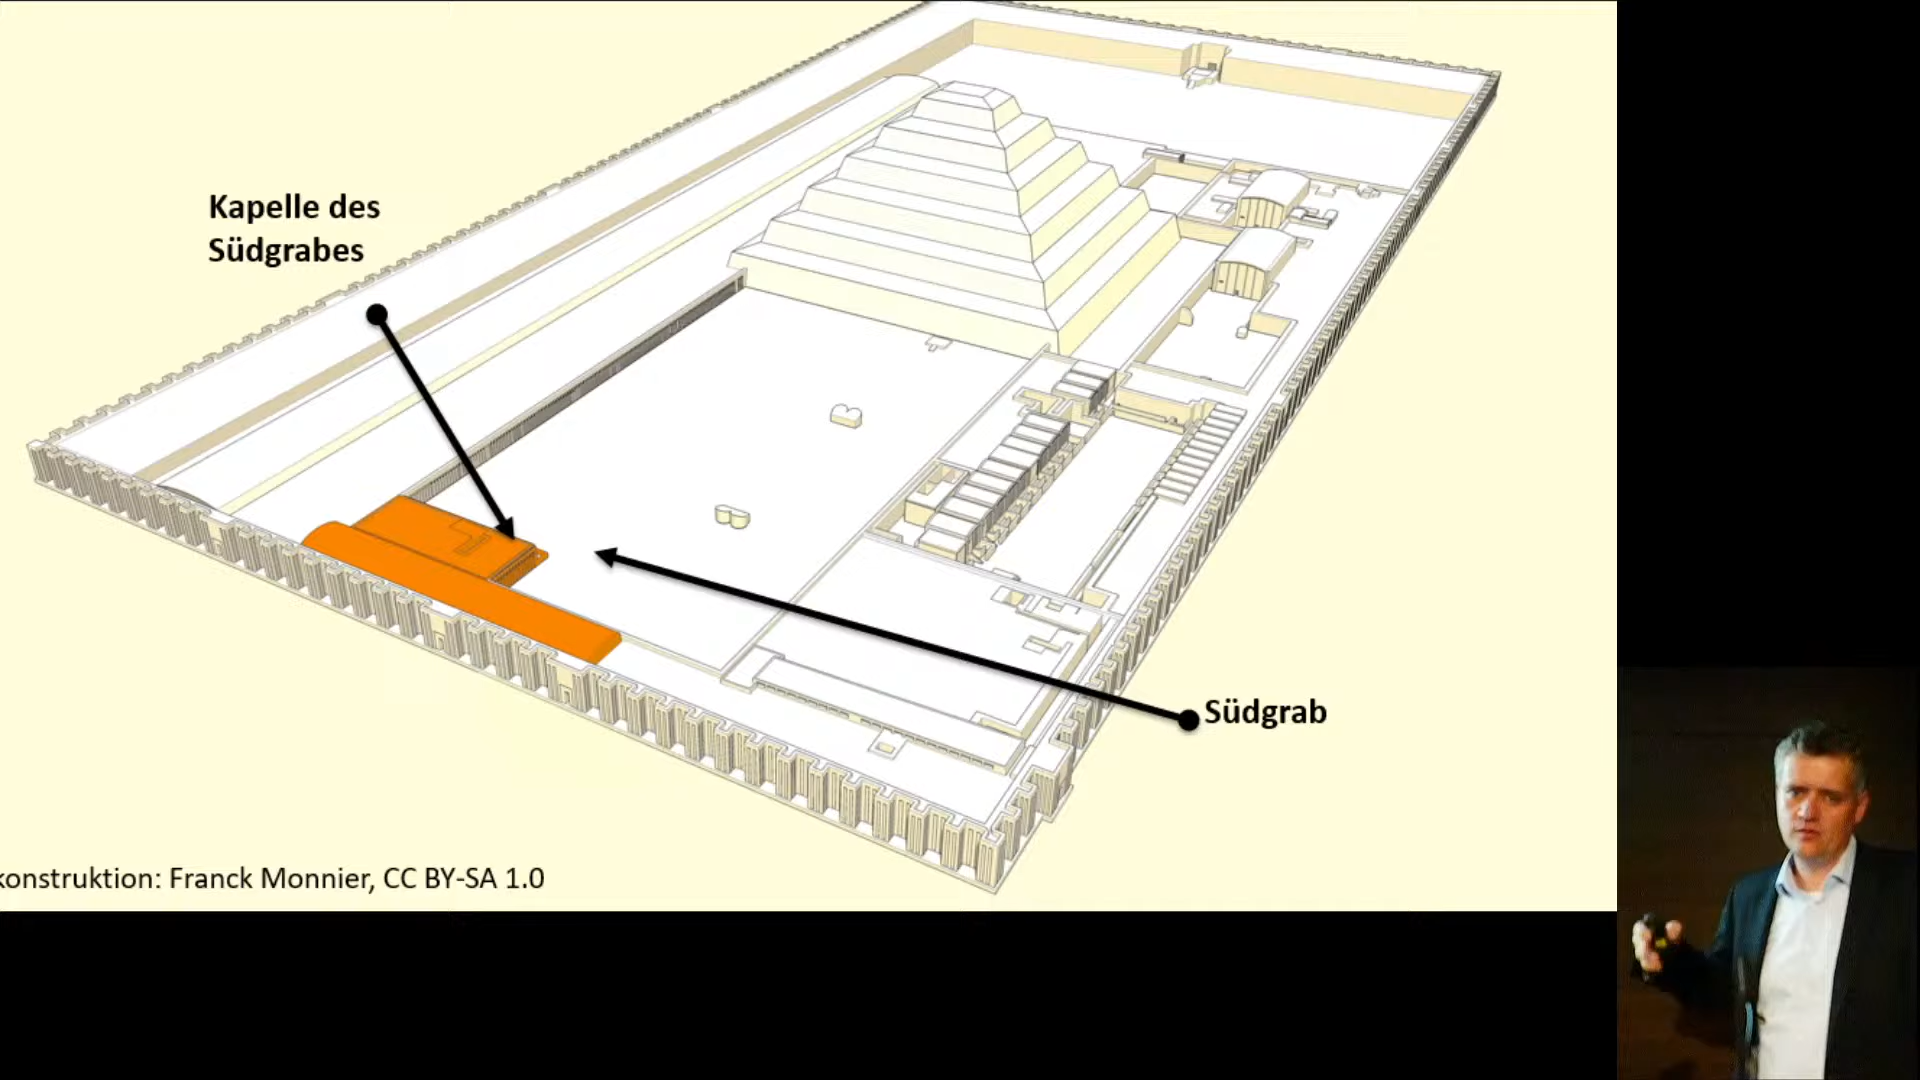 Kapelle des
Südgrabes
Südgrab
konstruktion: Franck Monnier, CC BY-SA 1.0